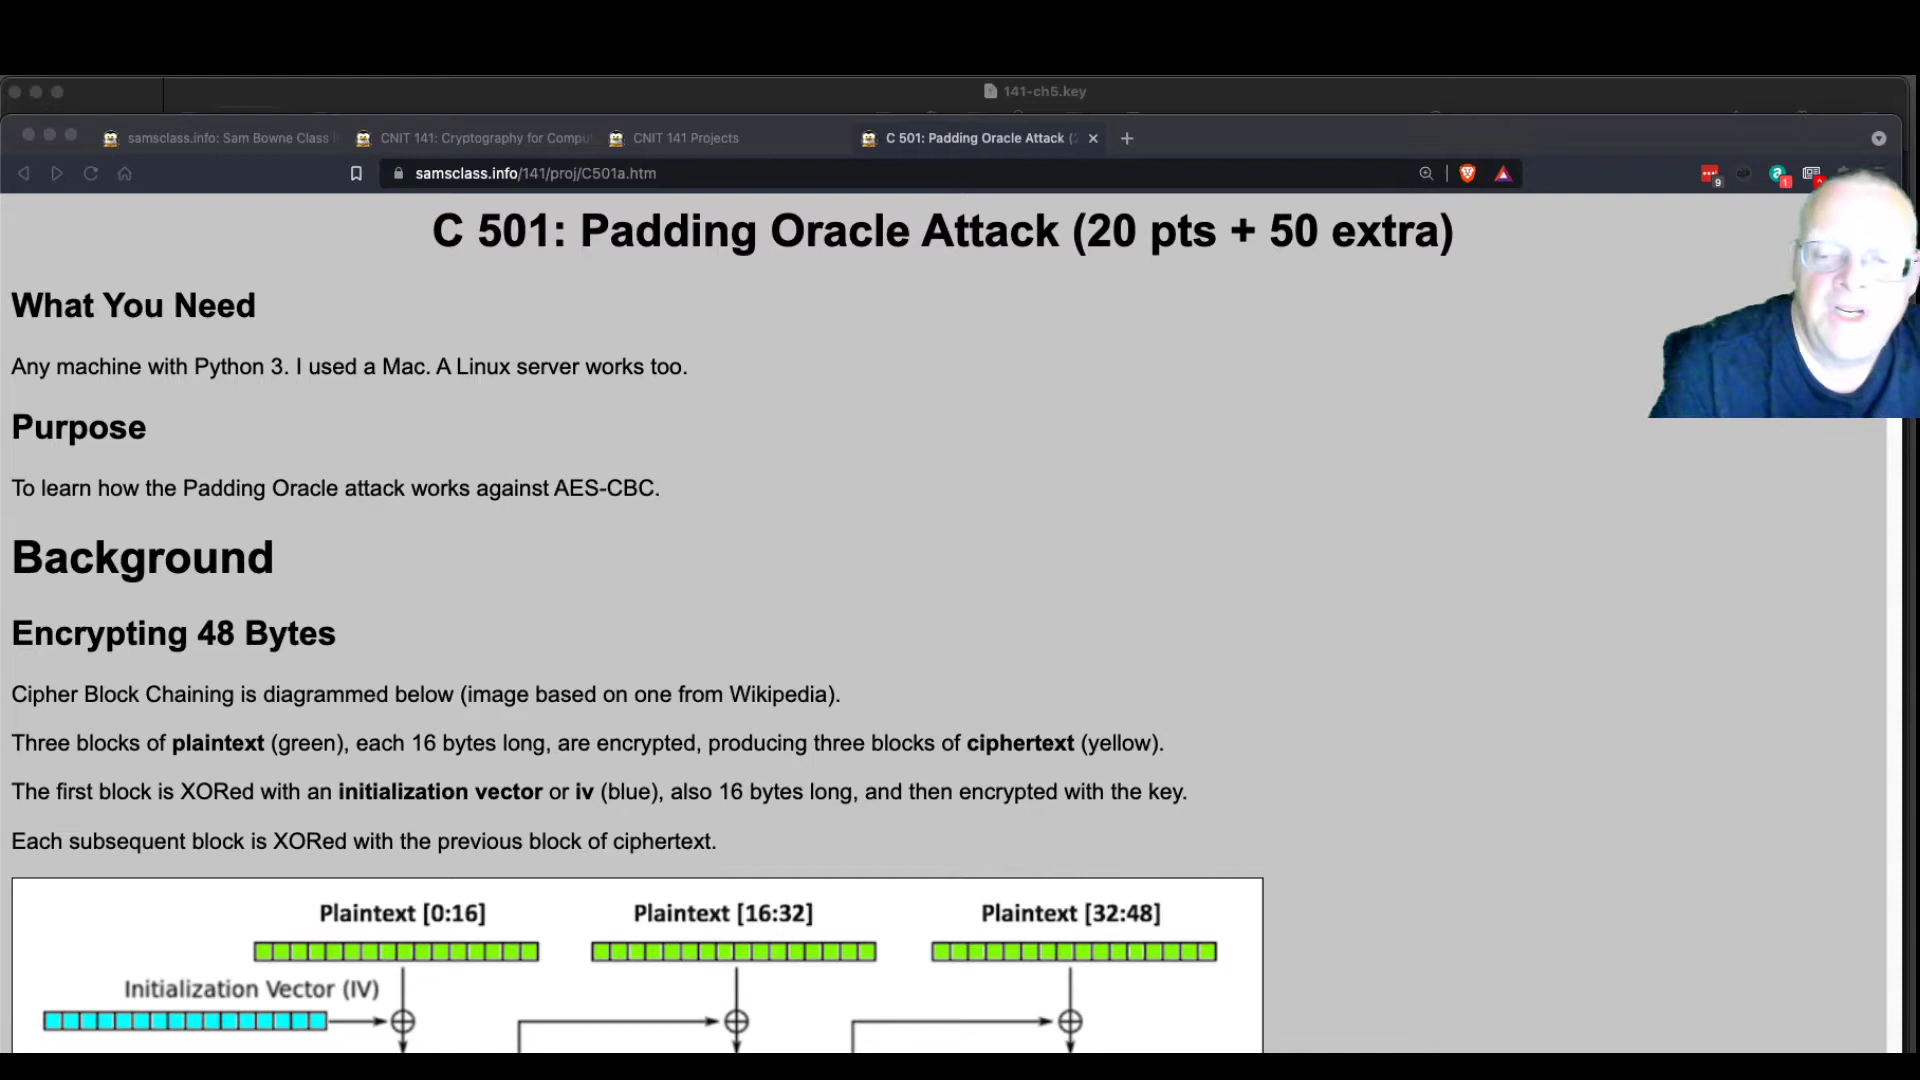 141-ch5.key
samsclass.info: Sam Bowne Class
CNIT 141: Cryptography for Compu
CNIT 141 Projects
C 501: Padding Oracle Attack (
samsclass.info/141/proj/C501a.htm
9
1
C 501: Padding Oracle Attack (20 pts + 50 extra)
What You Need
Any machine with Python 3. I used a Mac. A Linux server works too.
Purpose
To learn how the Padding Oracle attack works against AES-CBC.
Background
Encrypting 48 Bytes
Cipher Block Chaining is diagrammed below (image based on one from Wikipedia).
Three blocks of plaintext (green), each 16 bytes long, are encrypted, producing three blocks of ciphertext (yellow).
The first block is XORed with an initialization vector or iv (blue), also 16 bytes long, and then encrypted with the key.
Each subsequent block is XORed with the previous block of ciphertext.
Plaintext [0:16]
Plaintext [16:32]
Plaintext [32:48]
Initialization Vector (IV)